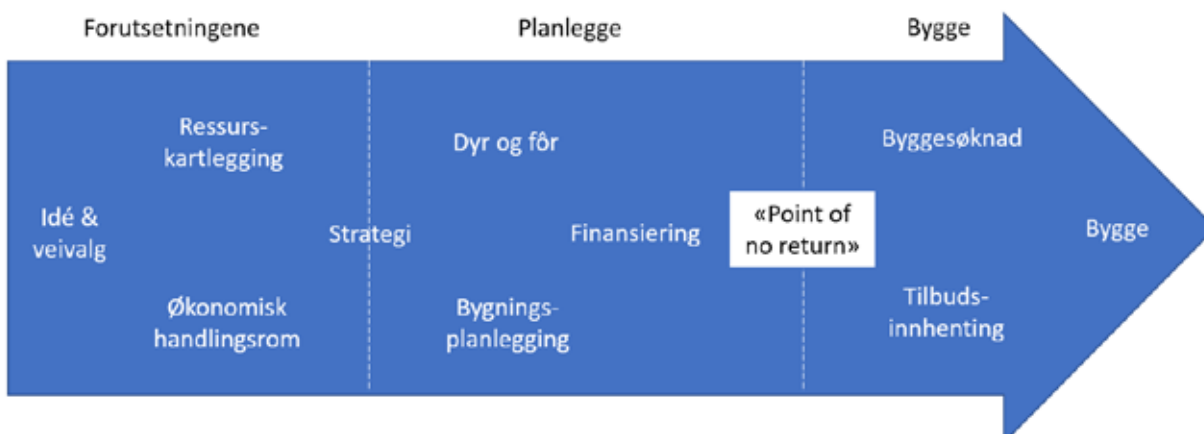 Forutsetningene
Planlegge
Bygge
Idé &
veivalg
Ressurs-
kartlegging
Økonomisk
handlingsrom
Strategi
Dyr og fôr
Bygnings-
planlegging
Finansiering
«Point of
no return»
Byggesøknad
Tilbuds-
innhenting
Bygge